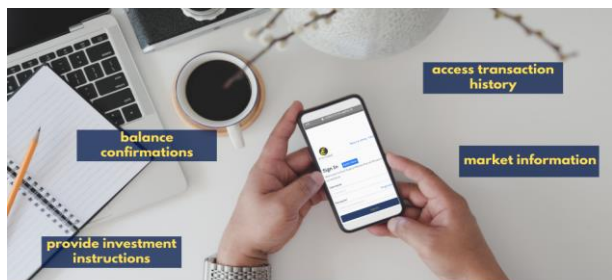 access transaction
history
balance
confirmations
market information
Sign In
provide investment
instructions